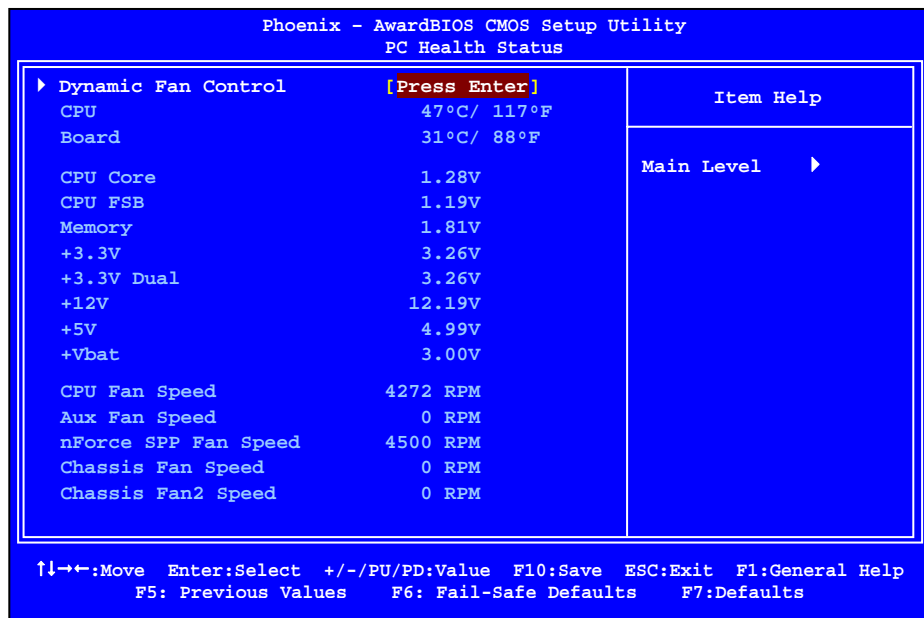 Phoenix – AwardBIOS CMOS Setup Utility
PC Health Status
Dynamic Fan Control [Press Enter]
CPU 47°C/ 117°F
Board 31°C/ 88°F
CPU Core 1.28V
CPU FSB 1.19V
Memory 1.81V
+3.3V 3.26V
+3.3V Dual 3.26V
+12V 12.19V
+5V 4.99V
+Vbat 3.00V
CPU Fan Speed 4272 RPM
Aux Fan Speed 0 RPM
nForce SPP Fan Speed 4500 RPM
Chassis Fan Speed 0 RPM
Chassis Fan2 Speed 0 RPM
Item Help
Main Level
↑↓→←:Move Enter:Select +/-/PU/PD:Value F10:Save ESC:Exit F1:General Help
F5: Previous Values F6: Fail-Safe Defaults F7:Defaults